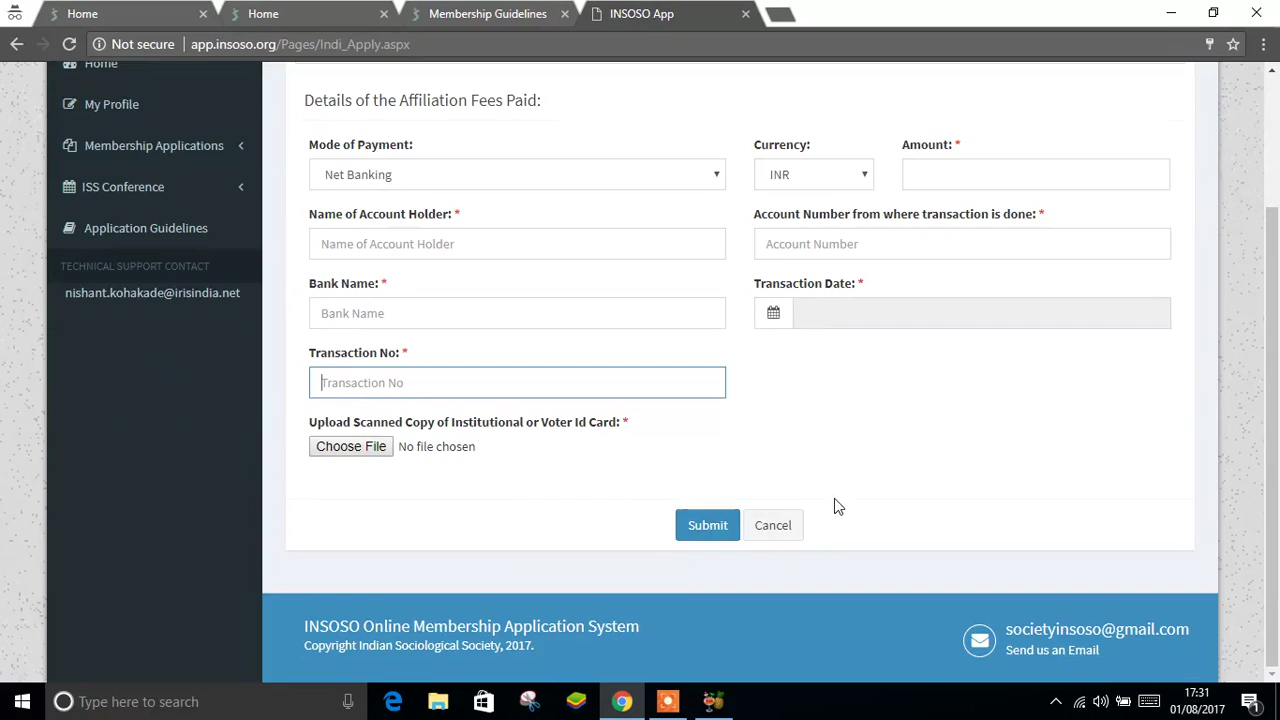 Home
Home
Membership Guidelines
INSOSO App
Not secure
app.insoso.org/Pages/Indi_Apply.aspx
Home
My Profile
Membership Applications
ISS Conference
Application Guidelines
TECHNICAL SUPPORT CONTACT
nishant.kohakade@irisindia.net
Details of the Affiliation Fees Paid:
Mode of Payment:
Currency:
Amount: *
Net Banking
INR
Name of Account Holder: *
Account Number from where transaction is done: *
Name of Account Holder
Account Number
Bank Name: *
Transaction Date: *
Bank Name
Transaction No: *
Transaction No
Upload Scanned Copy of Institutional or Voter Id Card: *
Choose File No file chosen
Submit
Cancel
INSOSO Online Membership Application System
Copyright Indian Sociological Society, 2017.
societyinsoso@gmail.com
Send us an Email
Type here to search
17:31
01/08/2017
1